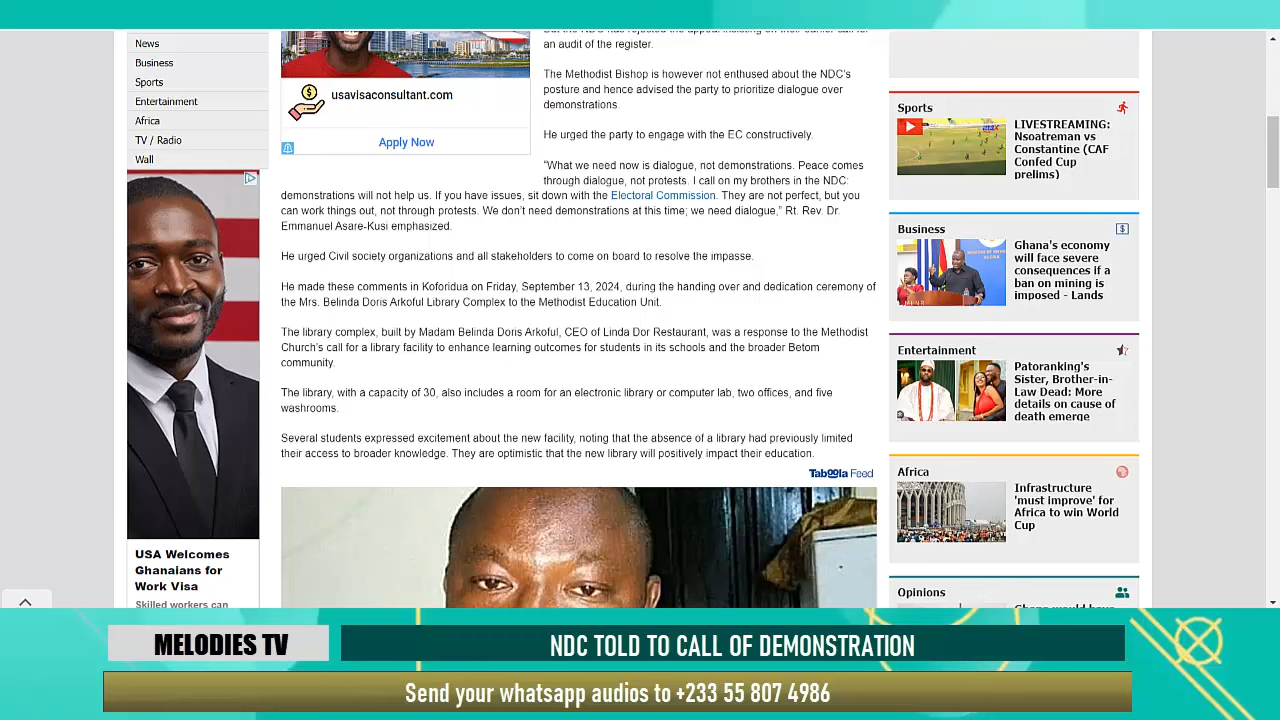 News
Business
Sports
Entertainment
Africa
TV / Radio
Wall
USA Welcomes
Ghanaians for
Work Visa
Skilled workers can
usavisaconsultant.com
Apply Now
an audit of the register.
The Methodist Bishop is however not enthused about the NDC's
posture and hence advised the party to prioritize dialogue over
demonstrations.
He urged the party to engage with the EC constructively.
“What we need now is dialogue, not demonstrations. Peace comes
through dialogue, not protests. I call on my brothers in the NDC:
demonstrations will not help us. If you have issues, sit down with the Electoral Commission. They are not perfect, but you
can work things out, not through protests. We don’t need demonstrations at this time; we need dialogue,” Rt. Rev. Dr.
Emmanuel Asare-Kusi emphasized.
He urged Civil society organizations and all stakeholders to come on board to resolve the impasse.
He made these comments in Koforidua on Friday, September 13, 2024, during the handing over and dedication ceremony of
the Mrs. Belinda Doris Arkoful Library Complex to the Methodist Education Unit.
The library complex, built by Madam Belinda Doris Arkoful, CEO of Linda Dor Restaurant, was a response to the Methodist
Church’s call for a library facility to enhance learning outcomes for students in its schools and the broader Betom
community.
The library, with a capacity of 30, also includes a room for an electronic library or computer lab, two offices, and five
washrooms.
Several students expressed excitement about the new facility, noting that the absence of a library had previously limited
their access to broader knowledge. They are optimistic that the new library will positively impact their education.
Taboola Feed
Sports
LIVESTREAMING:
Nsoatreman vs
Constantine (CAF
Confed Cup
prelims)
Business
Ghana's economy
will face severe
consequences if a
ban on mining is
imposed - Lands
Entertainment
Patoranking's
Sister, Brother-in-
Law Dead: More
details on cause of
death emerge
Africa
Infrastructure
'must improve' for
Africa to win World
Cup
Opinions
MELODIES TV
NDC TOLD TO CALL OF DEMONSTRATION
Send your whatsapp audios to +233 55 807 4986